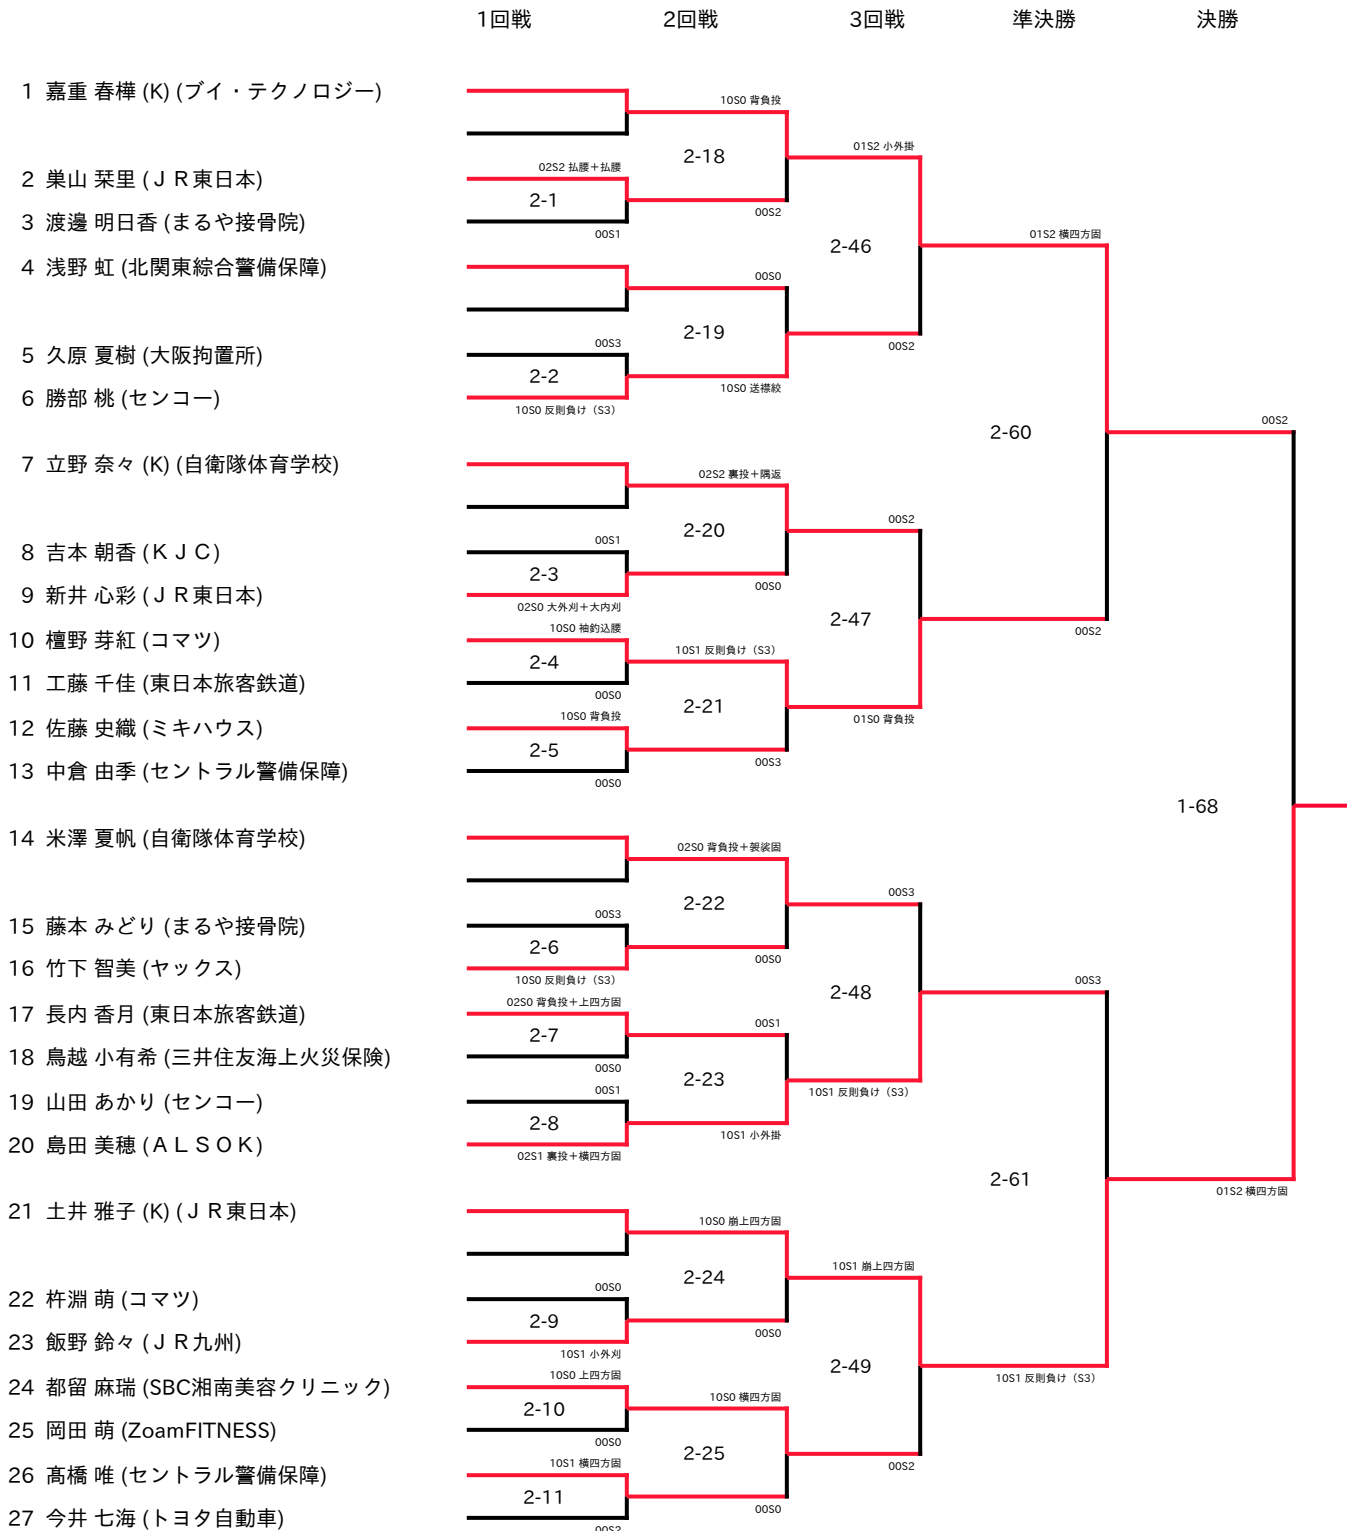 1回戦 2回戦 3回戦 準決勝 決勝
1 嘉重 春樺 (K) (ブイ・テクノロジー)
10S0 背負投
01S2 小外掛
2-18
02S2 払腰+払腰
2 巣山 栞里 (ＪＲ東日本)
2-1
00S2
3 渡邊 明日香 (まるや接骨院)
00S1
01S2 横四方固
2-46
4 浅野 虹 (北関東綜合警備保障)
00S0
2-19
00S3
00S2
5 久原 夏樹 (大阪拘置所)
2-2
10S0 送襟絞
6 勝部 桃 (センコー)
10S0 反則負け（S3）
00S2
2-60
7 立野 奈々 (K) (自衛隊体育学校)
02S2 裏投+隅返
00S2
2-20
00S1
8 吉本 朝香 (ＫＪＣ)
2-3
00S0
9 新井 心彩 (ＪＲ東日本)
02S0 大外刈+大内刈
2-47
10S0 袖釣込腰
00S2
10 檀野 芽紅 (コマツ)
10S1 反則負け（S3）
2-4
11 工藤 千佳 (東日本旅客鉄道)
00S0
2-21
10S0 背負投
01S0 背負投
12 佐藤 史織 (ミキハウス)
2-5
00S3
13 中倉 由季 (セントラル警備保障)
00S0
1-68
14 米澤 夏帆 (自衛隊体育学校)
02S0 背負投+袈裟固
00S3
2-22
00S3
15 藤本 みどり (まるや接骨院)
2-6
00S0
16 竹下 智美 (ヤックス)
10S0 反則負け（S3）
00S3
2-48
02S0 背負投+上四方固
17 長内 香月 (東日本旅客鉄道)
00S1
2-7
18 鳥越 小有希 (三井住友海上火災保険)
00S0
2-23
00S1
10S1 反則負け（S3）
19 山田 あかり (センコー)
2-8
10S1 小外掛
20 島田 美穂 (ＡＬＳＯＫ)
02S1 裏投+横四方固
2-61
01S2 横四方固
21 土井 雅子 (K) (ＪＲ東日本)
10S0 崩上四方固
10S1 崩上四方固
2-24
00S0
22 杵淵 萌 (コマツ)
2-9
00S0
23 飯野 鈴々 (ＪＲ九州)
10S1 小外刈
2-49
10S0 上四方固
10S1 反則負け（S3）
24 都留 麻瑞 (SBC湘南美容クリニック)
10S0 横四方固
2-10
25 岡田 萌 (ZoamFITNESS)
00S0
2-25
10S1 横四方固
00S2
26 髙橋 唯 (セントラル警備保障)
2-11
00S0
27 今井 七海 (トヨタ自動車)
00S2